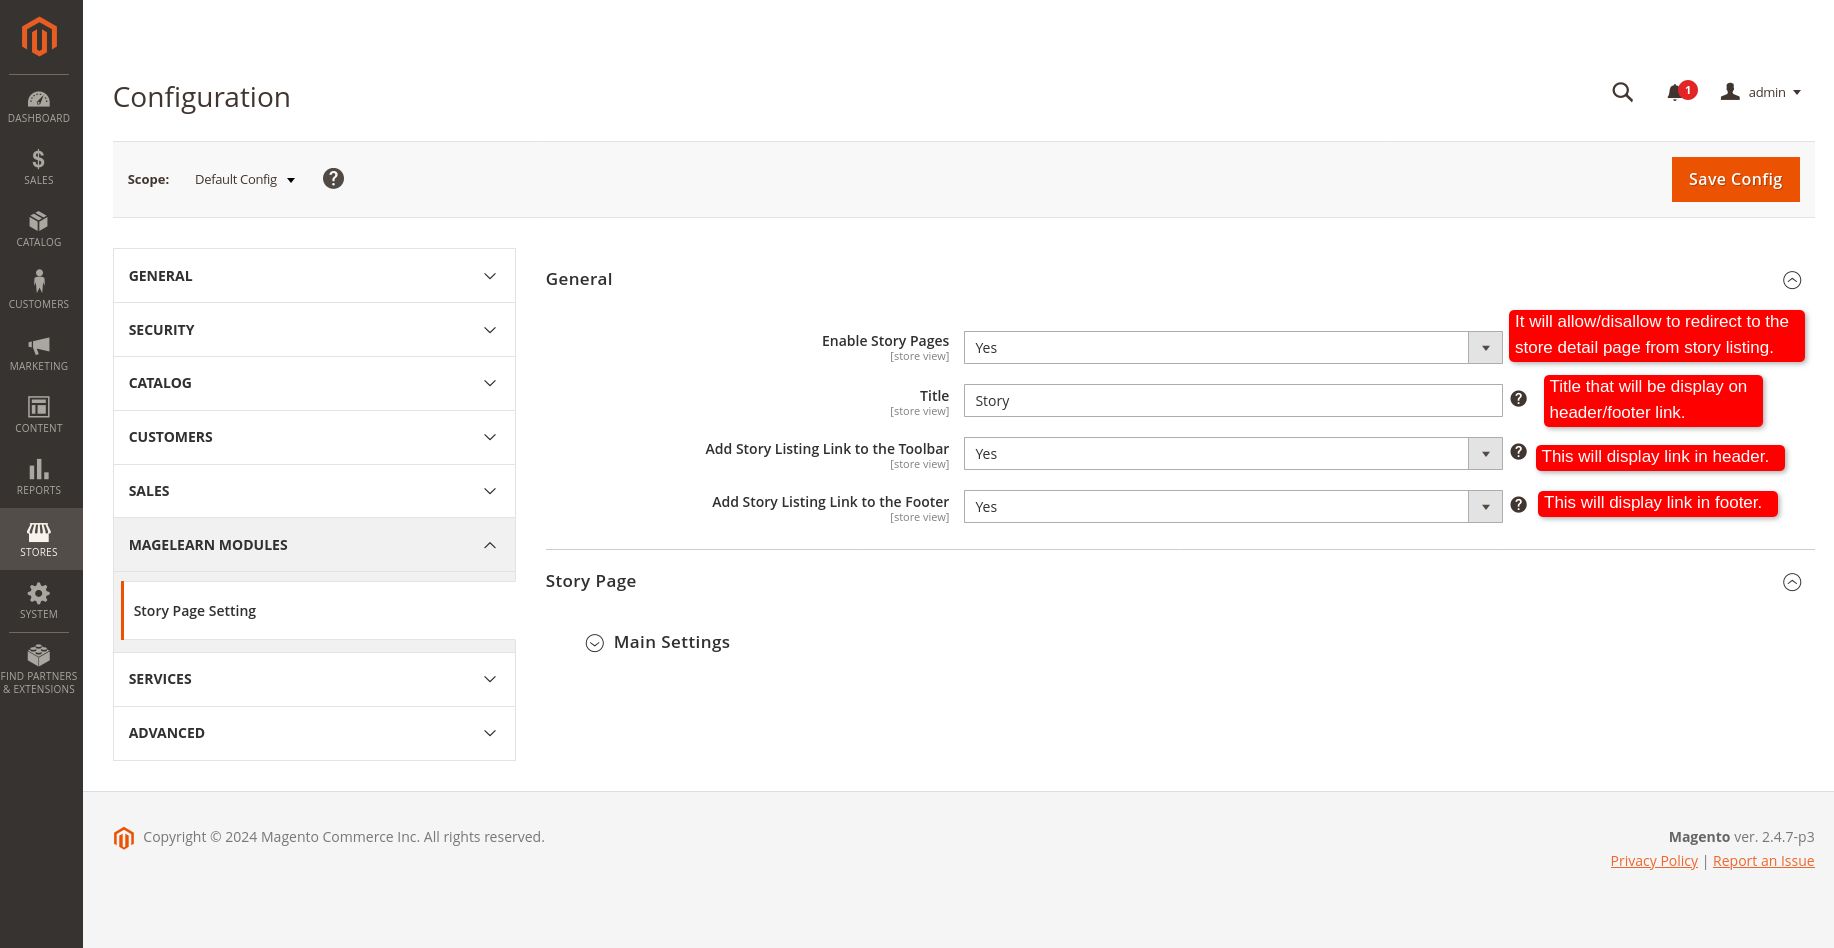 DASHBOARD
SALES
CATALOG
CUSTOMERS
MARKETING
CONTENT
REPORTS
STORES
SYSTEM
FIND PARTNERS
& EXTENSIONS
Configuration
1
admin
Scope:
Default Config
?
Save Config
GENERAL
SECURITY
CATALOG
CUSTOMERS
SALES
MAGELEARN MODULES
Story Page Setting
SERVICES
ADVANCED
General
Enable Story Pages
[store view]
Yes
It will allow/disallow to redirect to the
store detail page from story listing.
Title
[store view]
Story
?
Title that will be display on
header/footer link.
Add Story Listing Link to the Toolbar
[store view]
Yes
?
This will display link in header.
Add Story Listing Link to the Footer
[store view]
Yes
?
This will display link in footer.
Story Page
Main Settings
Copyright © 2024 Magento Commerce Inc. All rights reserved.
Magento ver. 2.4.7-p3
Privacy Policy | Report an Issue